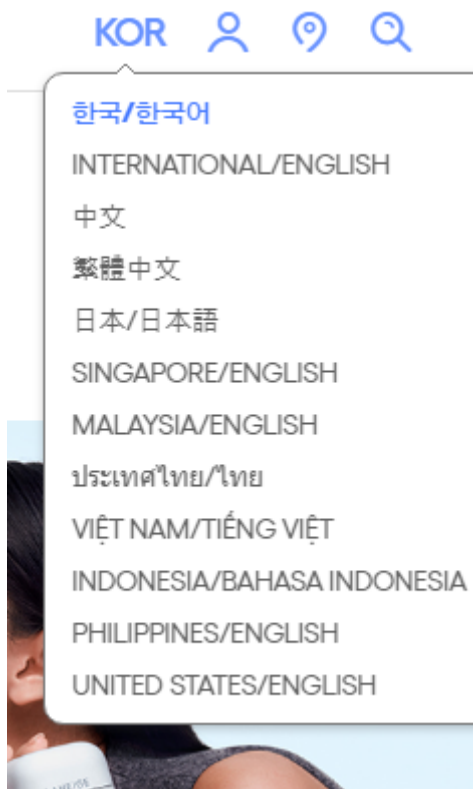 KOR
한국/한국어
INTERNATIONAL/ENGLISH
中文
繁體中文
日本/日本語
SINGAPORE/ENGLISH
MALAYSIA/ENGLISH
ประเทศไทย/ไทย
VIỆT NAM/TIẾNG VIỆT
INDONESIA/BAHASA INDONESIA
PHILIPPINES/ENGLISH
UNITED STATES/ENGLISH